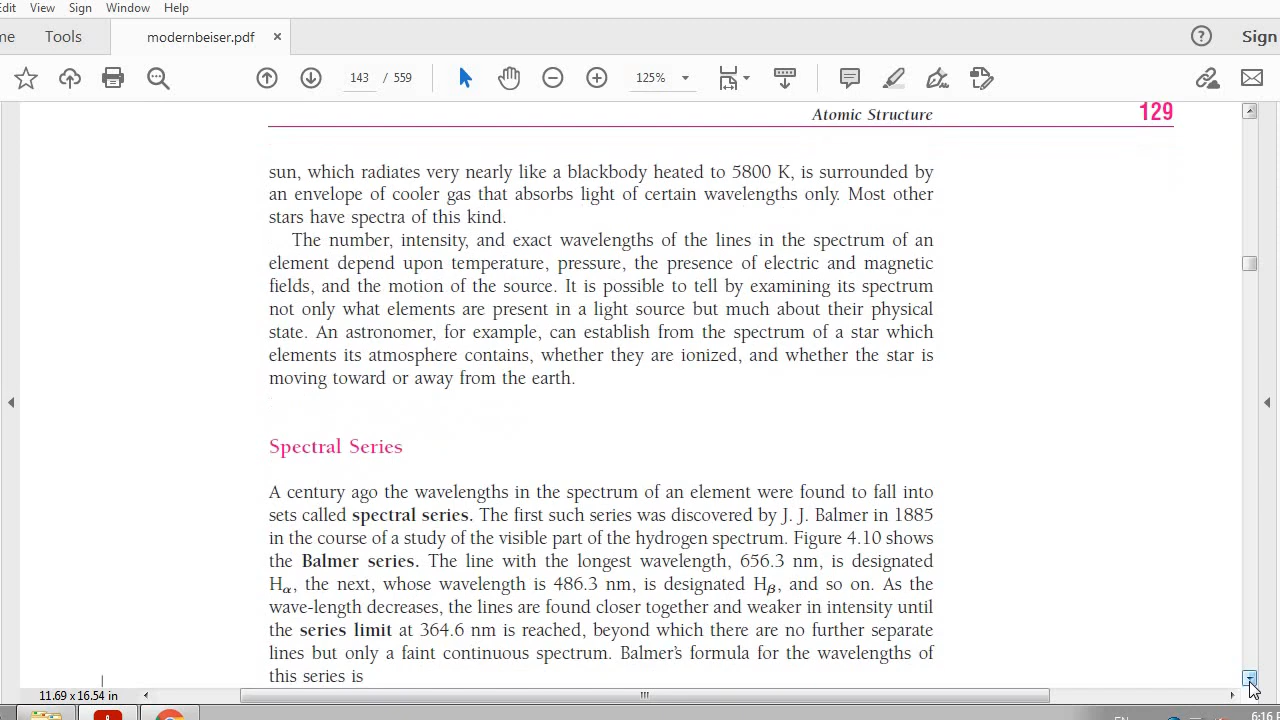 Edit View Sign Window Help
me Tools modernbeiser.pdf × ? Sign
143 / 559 125%
Atomic Structure 129
sun, which radiates very nearly like a blackbody heated to 5800 K, is surrounded by
an envelope of cooler gas that absorbs light of certain wavelengths only. Most other
stars have spectra of this kind.
The number, intensity, and exact wavelengths of the lines in the spectrum of an
element depend upon temperature, pressure, the presence of electric and magnetic
fields, and the motion of the source. It is possible to tell by examining its spectrum
not only what elements are present in a light source but much about their physical
state. An astronomer, for example, can establish from the spectrum of a star which
elements its atmosphere contains, whether they are ionized, and whether the star is
moving toward or away from the earth.
Spectral Series
A century ago the wavelengths in the spectrum of an element were found to fall into
sets called spectral series. The first such series was discovered by J. J. Balmer in 1885
in the course of a study of the visible part of the hydrogen spectrum. Figure 4.10 shows
the Balmer series. The line with the longest wavelength, 656.3 nm, is designated
Hα, the next, whose wavelength is 486.3 nm, is designated Hβ, and so on. As the
wave-length decreases, the lines are found closer together and weaker in intensity until
the series limit at 364.6 nm is reached, beyond which there are no further separate
lines but only a faint continuous spectrum. Balmer's formula for the wavelengths of
this series is
11.69 x 16.54 in
6:16